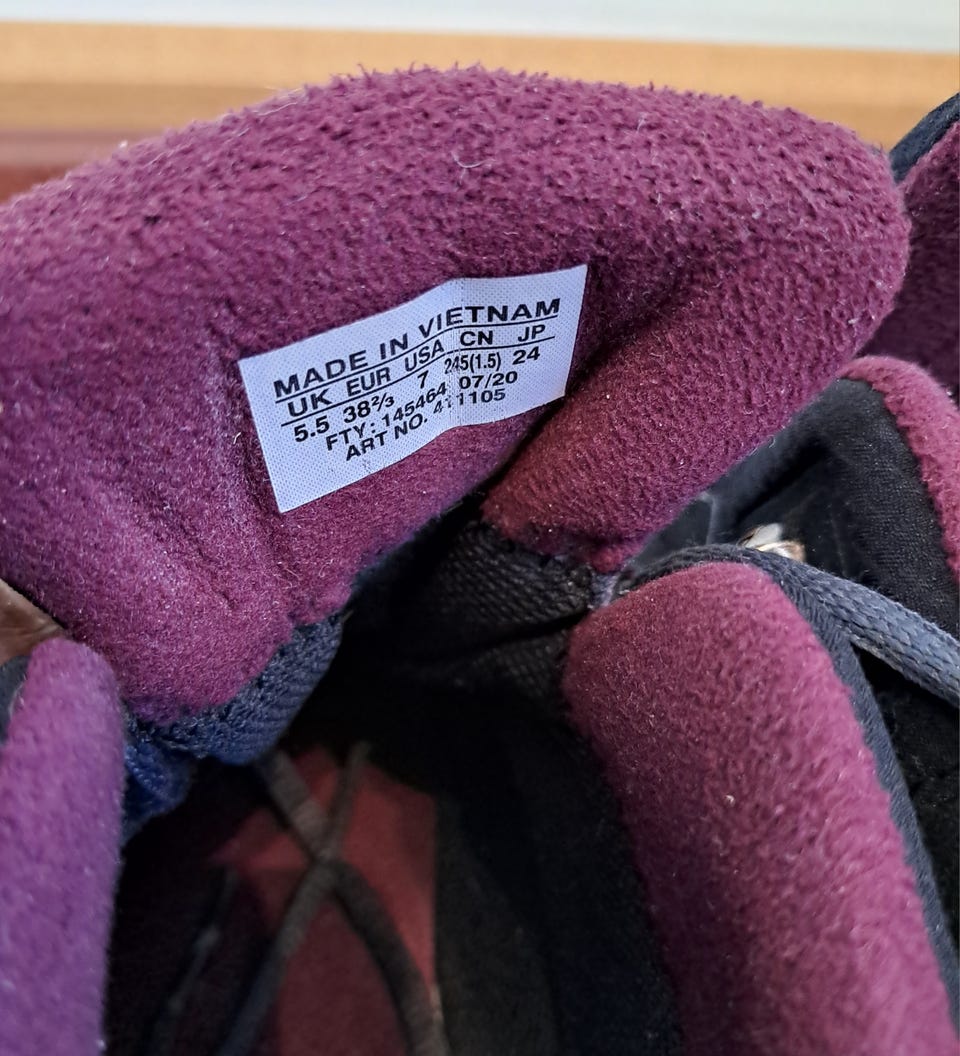 MADE IN VIETNAM
UK EUR USA CN JP
5.5 38⅔ 7 245(1.5) 24
FTY: 145464 07/20
ART NO. 411105